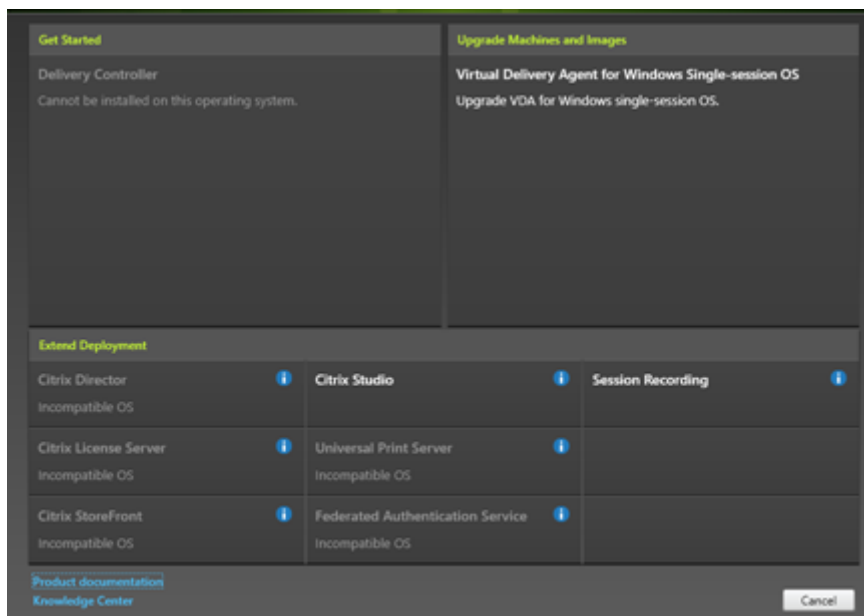 Get Started
Delivery Controller
Cannot be installed on this operating system.
Upgrade Machines and Images
Virtual Delivery Agent for Windows Single-session OS
Upgrade VDA for Windows single-session OS.
Extend Deployment
Citrix Director
Incompatible OS
Citrix Studio
Session Recording
Citrix License Server
Incompatible OS
Universal Print Server
Incompatible OS
Citrix StoreFront
Incompatible OS
Federated Authentication Service
Incompatible OS
Product documentation
Knowledge Center
Cancel